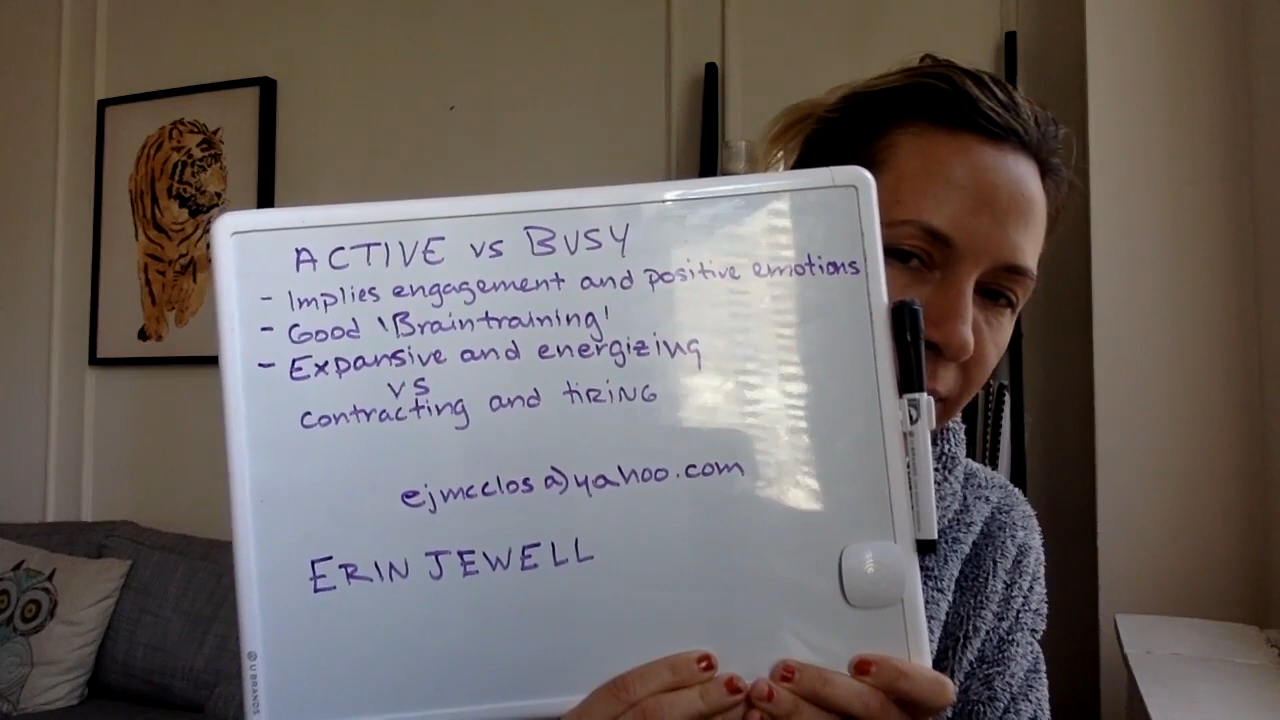 ACTIVE vs BUSY
- Implies engagement and positive emotions
- Good 'Braintraining'
- Expansive and energizing
vs
contracting and tiRiNG
ejmcclos@yahoo.com
ERIN JEWELL
U BRANDS